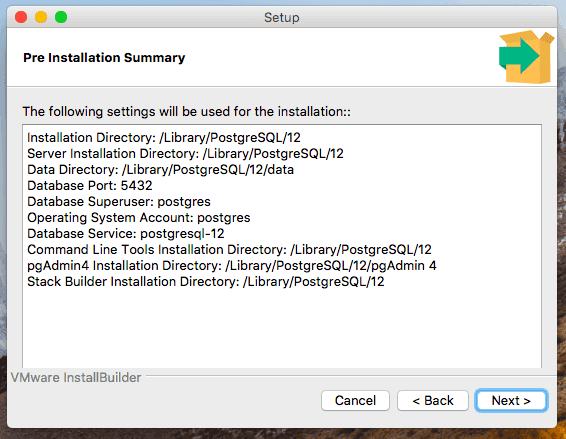 Setup
Pre Installation Summary
The following settings will be used for the installation::
Installation Directory: /Library/PostgreSQL/12
Server Installation Directory: /Library/PostgreSQL/12
Data Directory: /Library/PostgreSQL/12/data
Database Port: 5432
Database Superuser: postgres
Operating System Account: postgres
Database Service: postgresql-12
Command Line Tools Installation Directory: /Library/PostgreSQL/12
pgAdmin4 Installation Directory: /Library/PostgreSQL/12/pgAdmin 4
Stack Builder Installation Directory: /Library/PostgreSQL/12
VMware InstallBuilder
Cancel < Back Next >